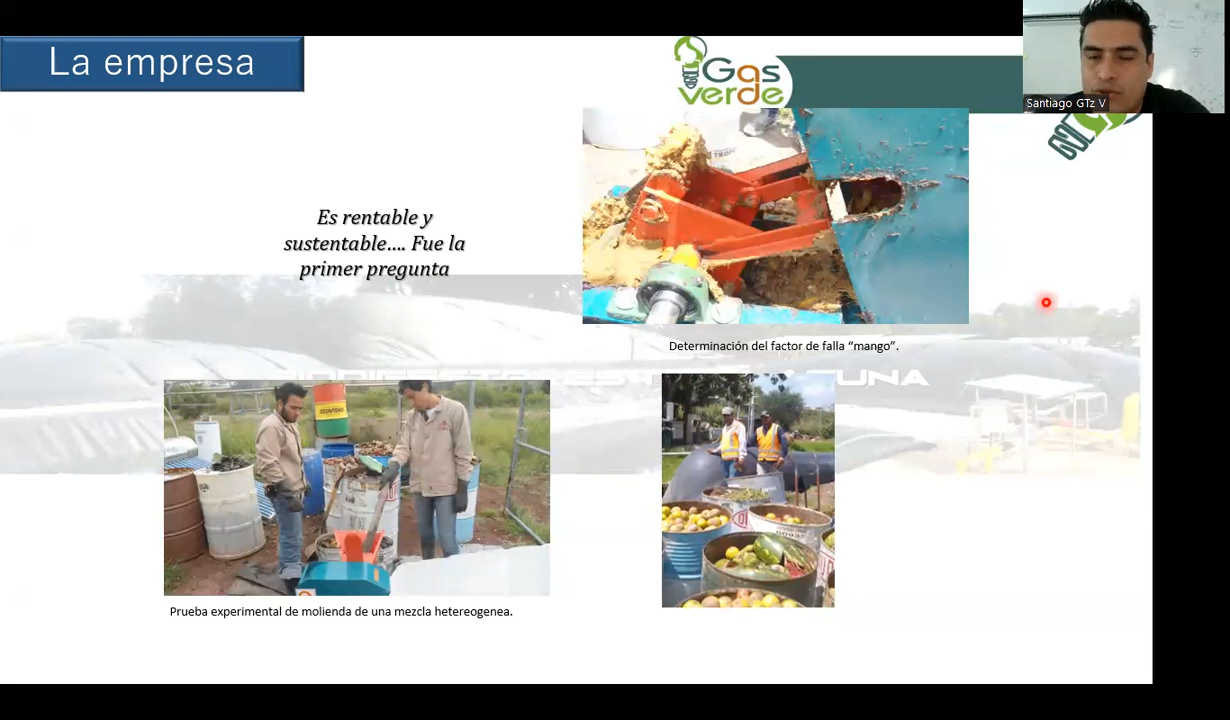 La empresa
Gas
verde
Santiago GTz V
Es rentable y
sustentable.... Fue la
primer pregunta
Determinación del factor de falla “mango”.
Prueba experimental de molienda de una mezcla hetereogenea.